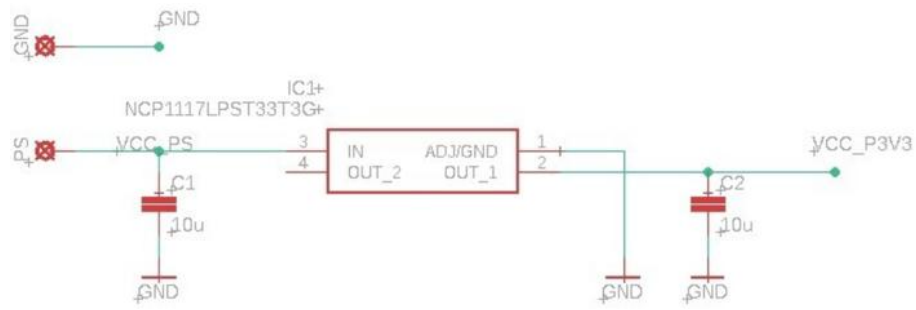 GND
GND
IC1
NCP1117LPST33T3G
PS
VCC_PS
3
IN
ADJ/GND
1
VCC_P3V3
4
OUT_2
OUT_1
2
C1
C2
10u
10u
GND
GND
GND